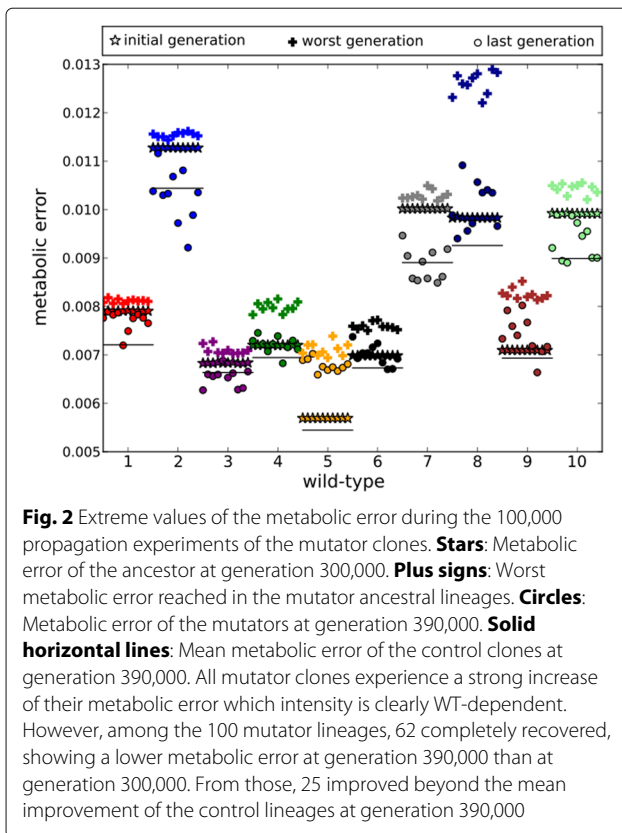 initial generation worst generation last generation
0.013
0.012
0.011
0.010
0.009
0.008
0.007
0.006
0.005
metabolic error
1 2 3 4 5 6 7 8 9 10
wild-type
Fig. 2 Extreme values of the metabolic error during the 100,000
propagation experiments of the mutator clones. Stars: Metabolic
error of the ancestor at generation 300,000. Plus signs: Worst
metabolic error reached in the mutator ancestral lineages. Circles:
Metabolic error of the mutators at generation 390,000. Solid
horizontal lines: Mean metabolic error of the control clones at
generation 390,000. All mutator clones experience a strong increase
of their metabolic error which intensity is clearly WT-dependent.
However, among the 100 mutator lineages, 62 completely recovered,
showing a lower metabolic error at generation 390,000 than at
generation 300,000. From those, 25 improved beyond the mean
improvement of the control lineages at generation 390,000